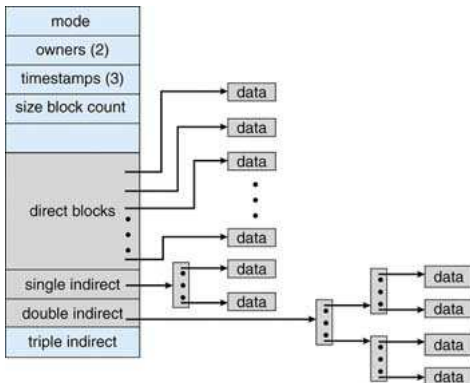 mode
owners (2)
timestamps (3)
size block count
direct blocks
single indirect
double indirect
triple indirect
data
data
data
data
data
data
data
data
data
data